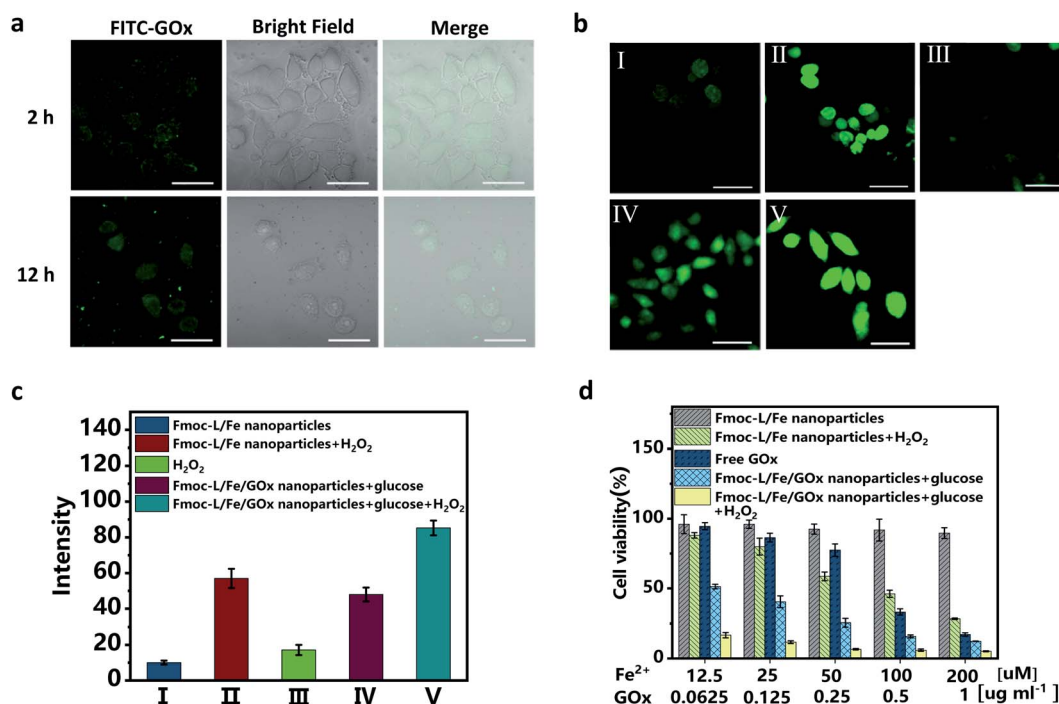 a
FITC-GOx Bright Field Merge
2 h
12 h
b
I II III
IV V
c
Intensity
140
120
100
80
60
40
20
0
Fmoc-L/Fe nanoparticles
Fmoc-L/Fe nanoparticles+H₂O₂
H₂O₂
Fmoc-L/Fe/GOx nanoparticles+glucose
Fmoc-L/Fe/GOx nanoparticles+glucose+H₂O₂
I II III IV V
d
Cell viability(%)
150
100
50
0
Fmoc-L/Fe nanoparticles
Fmoc-L/Fe nanoparticles+H₂O₂
Free GOx
Fmoc-L/Fe/GOx nanoparticles+glucose
Fmoc-L/Fe/GOx nanoparticles+glucose
+H₂O₂
Fe²⁺ 12.5 25 50 100 200 [uM]
GOx 0.0625 0.125 0.25 0.5 1 [ug ml⁻¹]